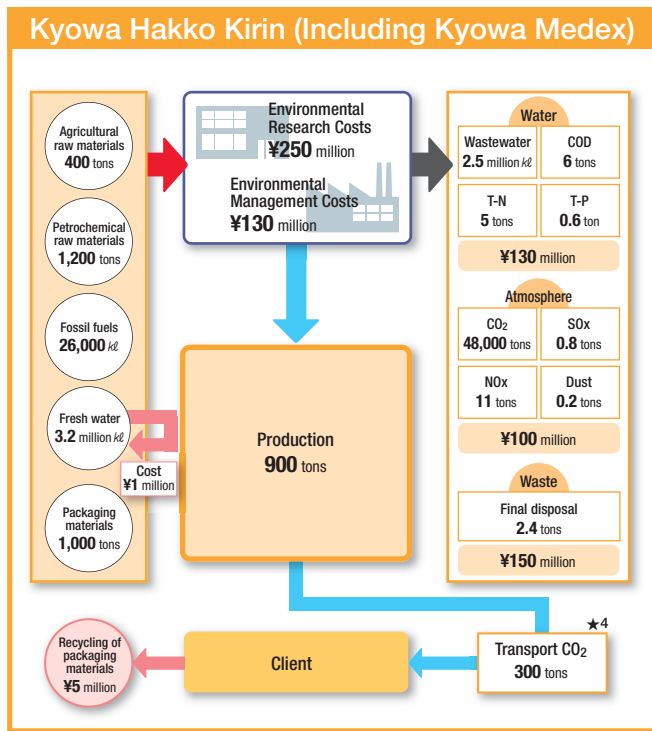 Kyowa Hakko Kirin (Including Kyowa Medex)
Agricultural
raw materials
400 tons
Petrochemical
raw materials
1,200 tons
Fossil fuels
26,000 kℓ
Fresh water
3.2 million kℓ
Cost
¥1 million
Packaging
materials
1,000 tons
Environmental
Research Costs
¥250 million
Environmental
Management Costs
¥130 million
Production
900 tons
Water
Wastewater
2.5 million kℓ
COD
6 tons
T-N
5 tons
T-P
0.6 ton
¥130 million
Atmosphere
CO₂
48,000 tons
SOx
0.8 tons
NOx
11 tons
Dust
0.2 tons
¥100 million
Waste
Final disposal
2.4 tons
¥150 million
★4
Transport CO₂
300 tons
Client
Recycling of
packaging
materials
¥5 million